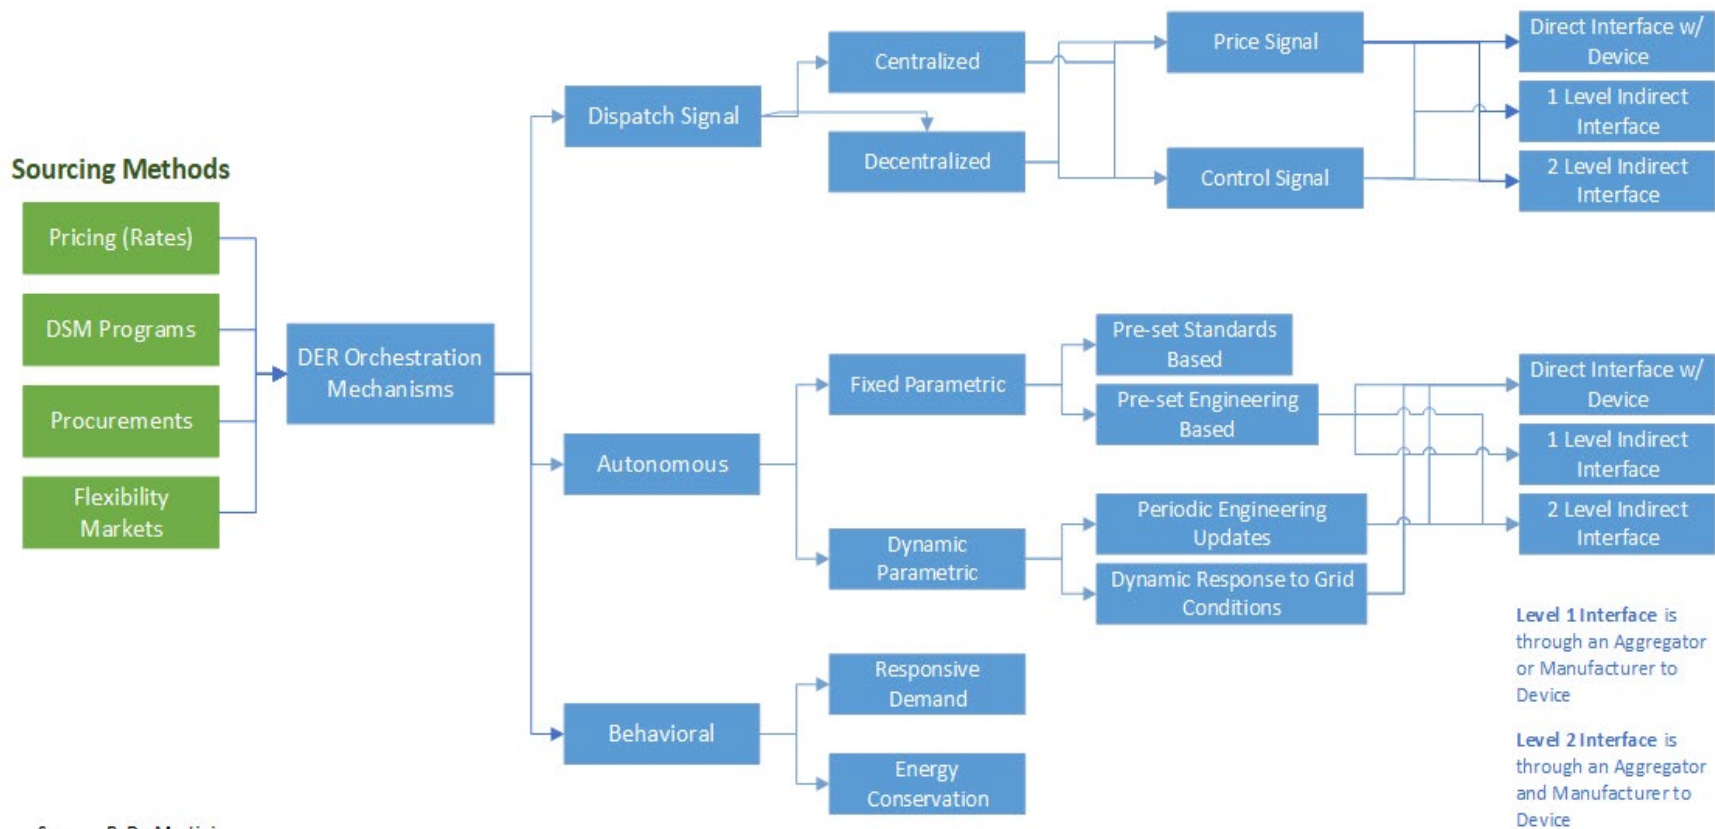 Sourcing Methods
Pricing (Rates)
DSM Programs
Procurements
Flexibility
Markets
DER Orchestration
Mechanisms
Dispatch Signal
Centralized
Decentralized
Price Signal
Control Signal
Direct Interface w/
Device
1 Level Indirect
Interface
2 Level Indirect
Interface
Autonomous
Fixed Parametric
Pre-set Standards
Based
Pre-set Engineering
Based
Dynamic
Parametric
Periodic Engineering
Updates
Dynamic Response to Grid
Conditions
Direct Interface w/
Device
1 Level Indirect
Interface
2 Level Indirect
Interface
Behavioral
Responsive
Demand
Energy
Conservation
Level 1 Interface is
through an Aggregator
or Manufacturer to
Device
Level 2 Interface is
through an Aggregator
and Manufacturer to
Device